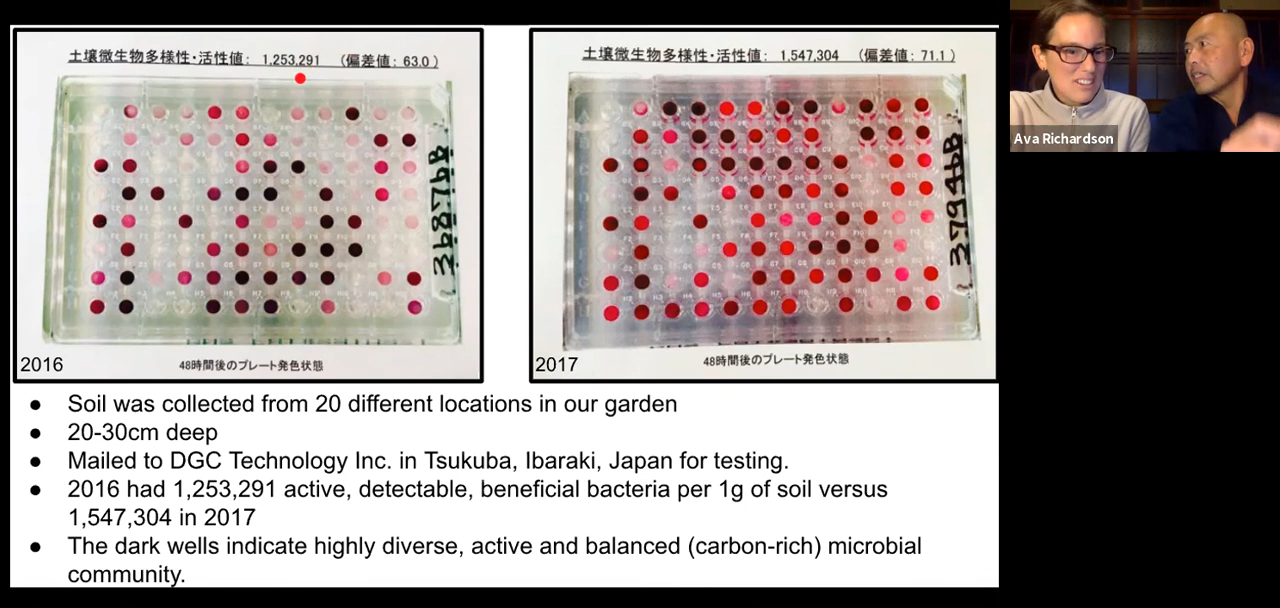 土壌微生物多様性・活性値： 1,253,291 （偏差値：63.0）
3687bB
2016
48時間後のプレート発色状態
土壌微生物多様性・活性値： 1,547,304 （偏差値：71.1）
3794bB
2017
48時間後のプレート発色状態
● Soil was collected from 20 different locations in our garden
● 20-30cm deep
● Mailed to DGC Technology Inc. in Tsukuba, Ibaraki, Japan for testing.
● 2016 had 1,253,291 active, detectable, beneficial bacteria per 1g of soil versus
1,547,304 in 2017
● The dark wells indicate highly diverse, active and balanced (carbon-rich) microbial
community.
Ava Richardson